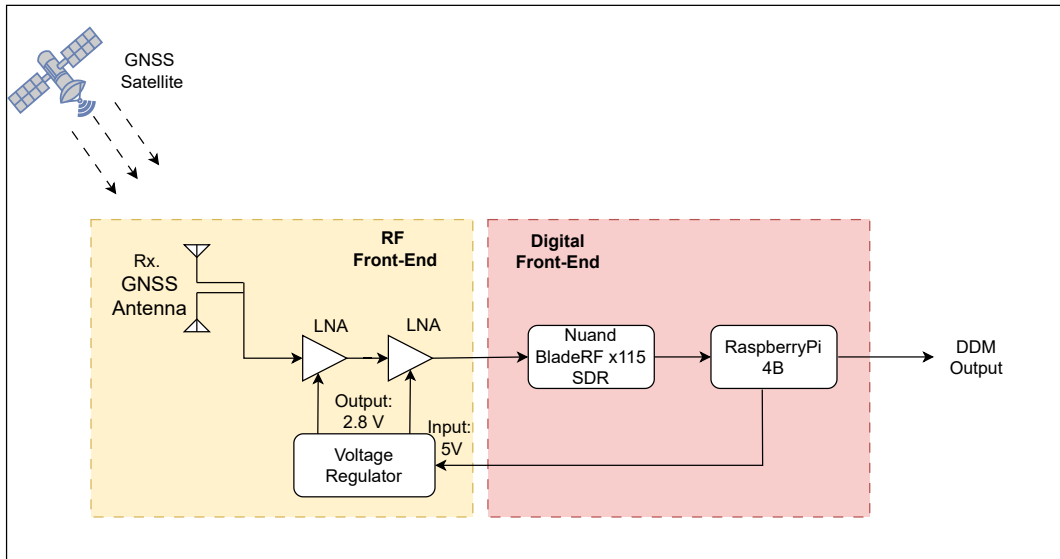 GNSS
Satellite
RF
Front-End
Digital
Front-End
Rx.
GNSS
Antenna
LNA
LNA
Nuand
BladeRF x115
SDR
RaspberryPi
4B
DDM
Output
Output:
2.8 V
Input:
5V
Voltage
Regulator